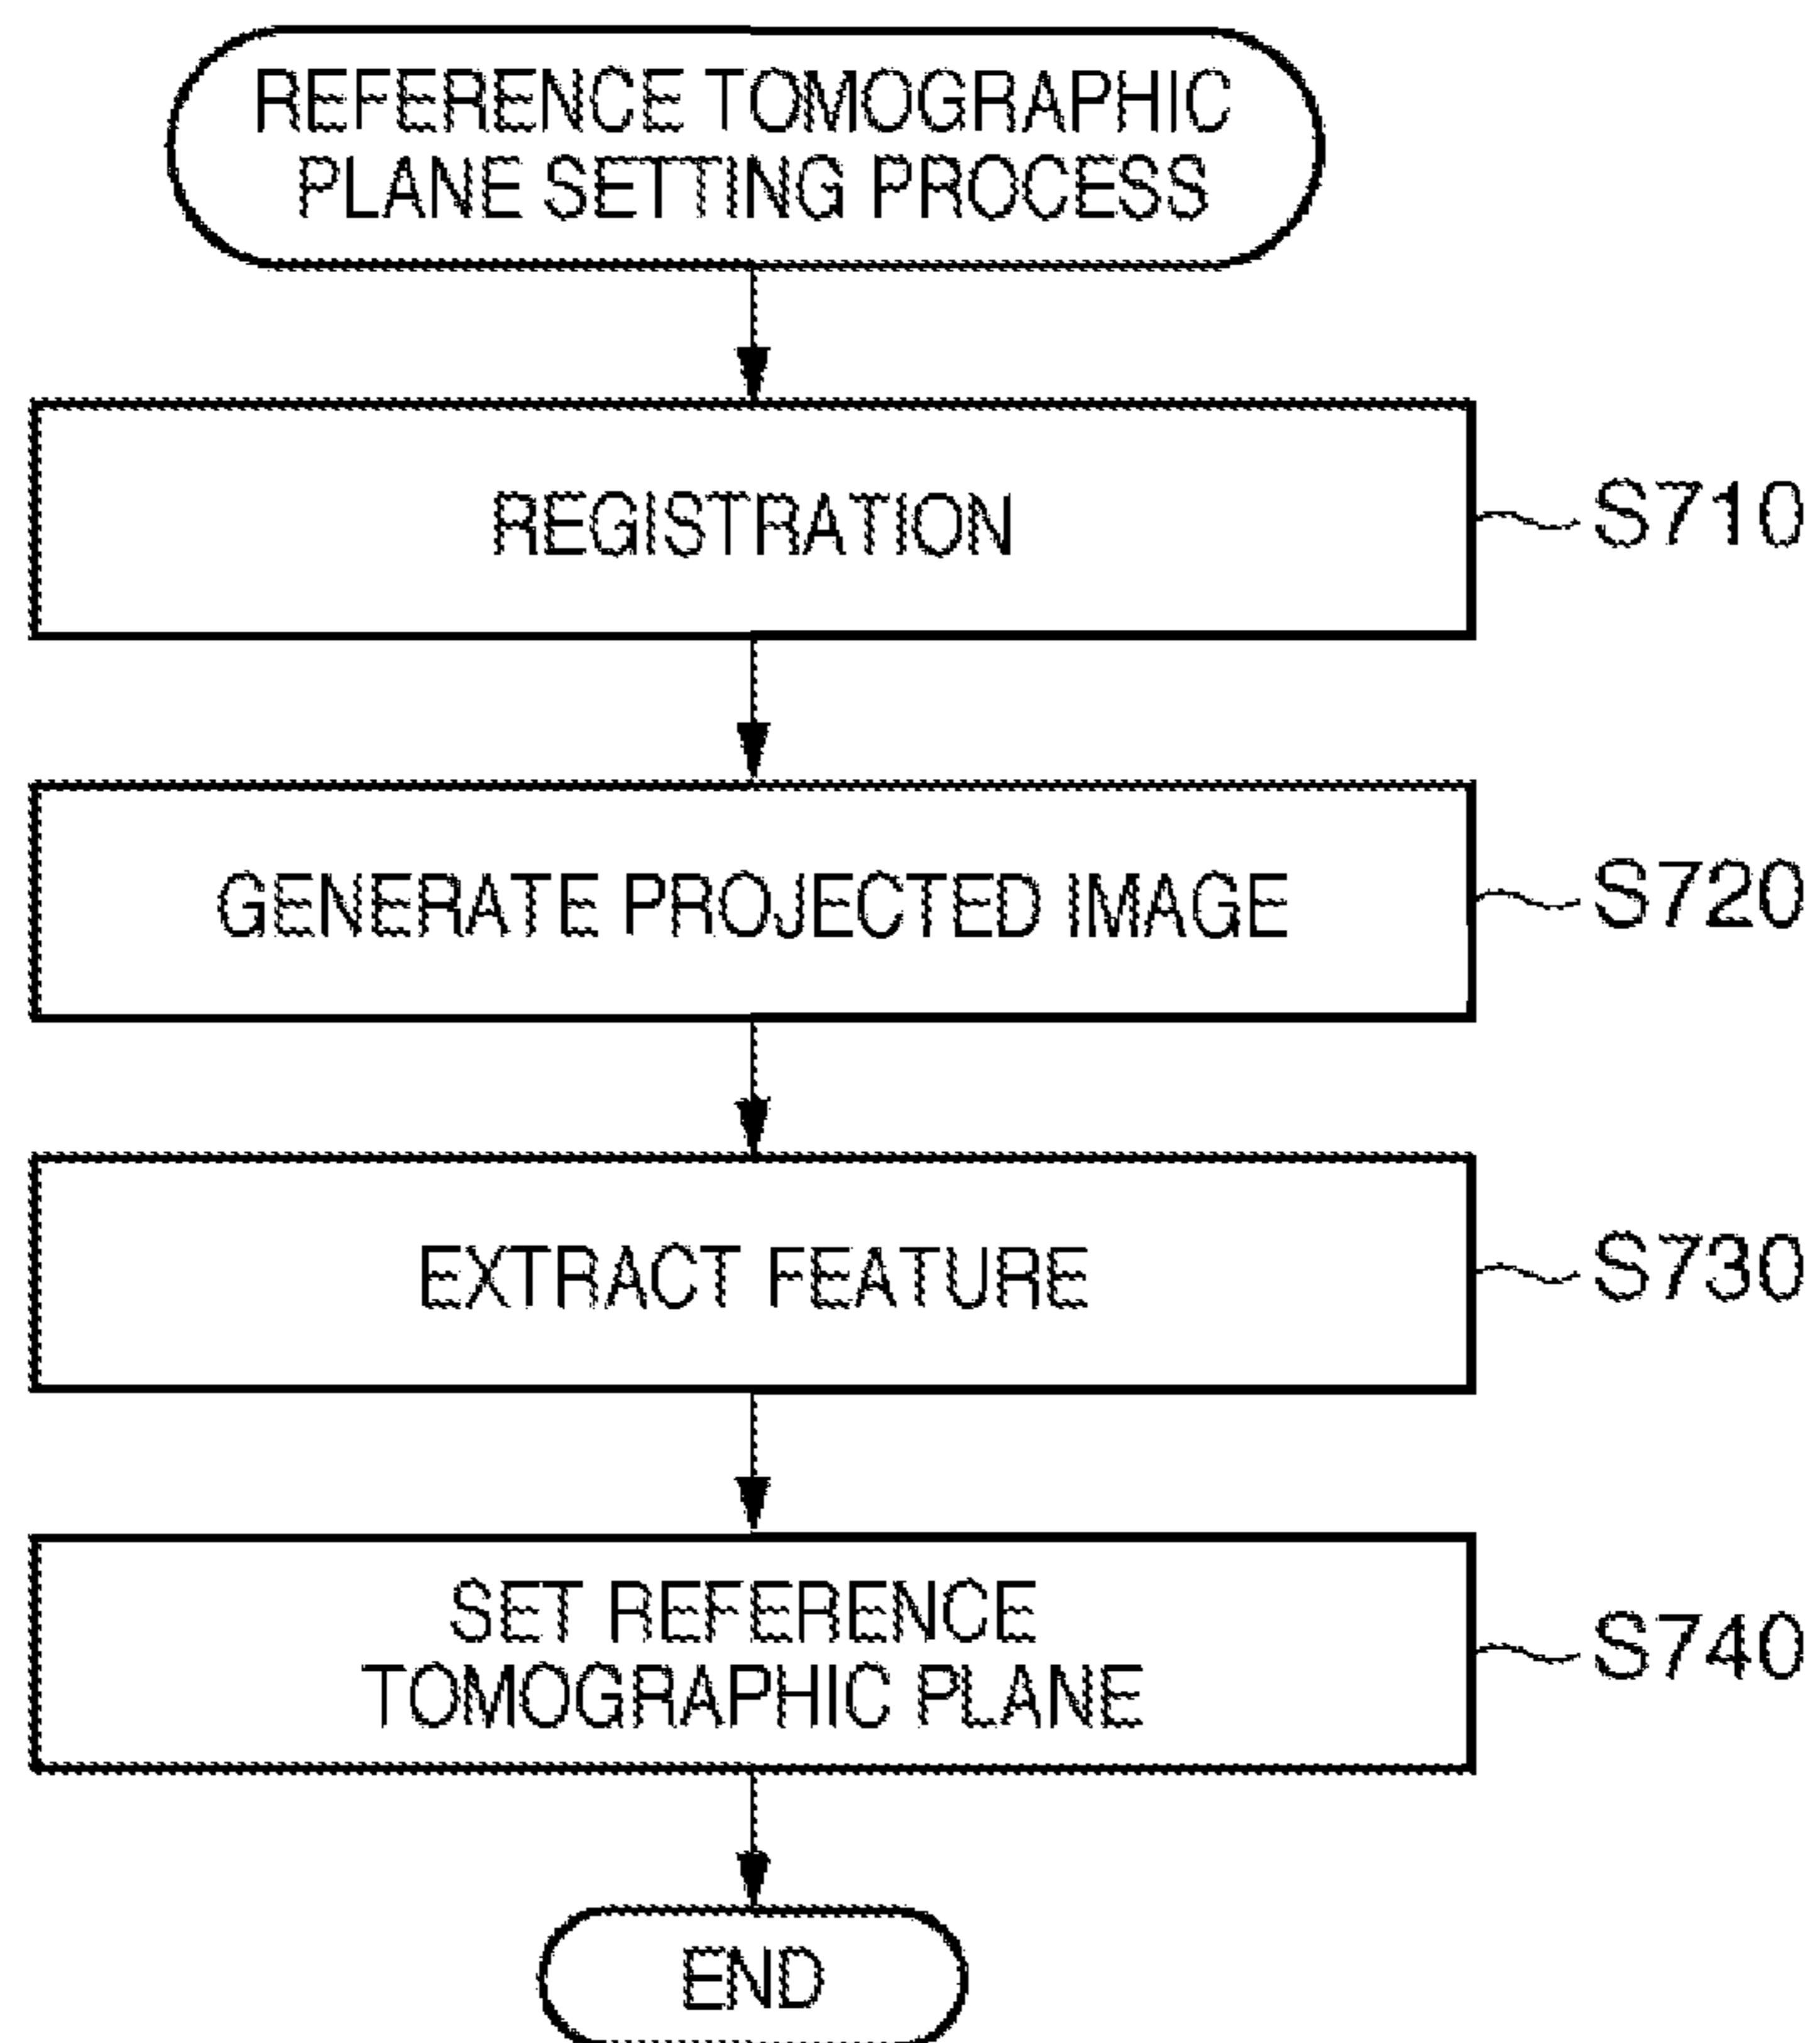 REFERENCE TOMOGRAPHIC
PLANE SETTING PROCESS
REGISTRATION
S710
GENERATE PROJECTED IMAGE
S720
EXTRACT FEATURE
S730
SET REFERENCE
TOMOGRAPHIC PLANE
S740
END